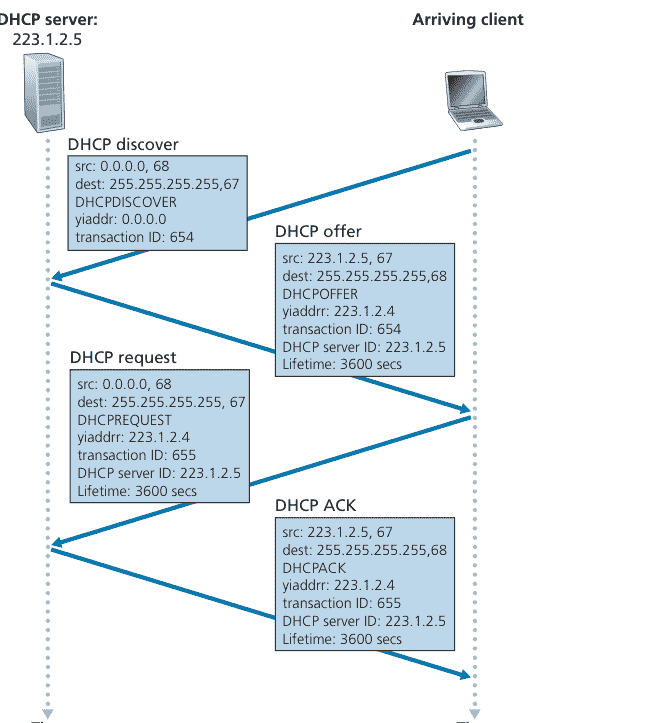 DHCP server:
223.1.2.5
Arriving client
DHCP discover
src: 0.0.0.0, 68
dest: 255.255.255.255,67
DHCPDISCOVER
yiaddr: 0.0.0.0
transaction ID: 654
DHCP offer
src: 223.1.2.5, 67
dest: 255.255.255.255,68
DHCPOFFER
yiaddrr: 223.1.2.4
transaction ID: 654
DHCP server ID: 223.1.2.5
Lifetime: 3600 secs
DHCP request
src: 0.0.0.0, 68
dest: 255.255.255.255, 67
DHCPREQUEST
yiaddrr: 223.1.2.4
transaction ID: 655
DHCP server ID: 223.1.2.5
Lifetime: 3600 secs
DHCP ACK
src: 223.1.2.5, 67
dest: 255.255.255.255,68
DHCPACK
yiaddrr: 223.1.2.4
transaction ID: 655
DHCP server ID: 223.1.2.5
Lifetime: 3600 secs